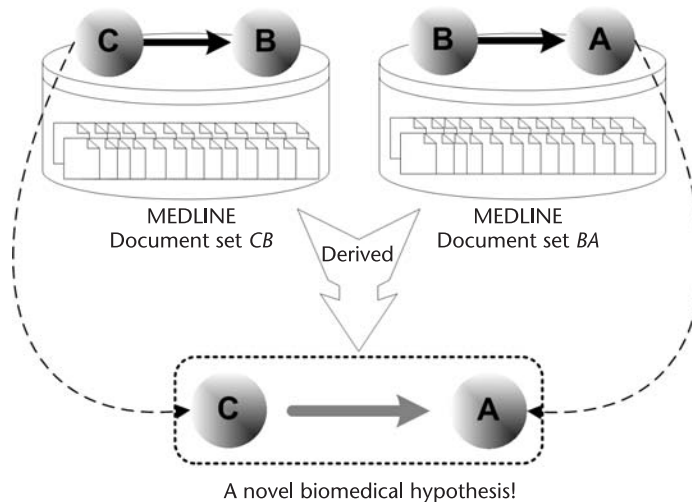 C B
B A
MEDLINE
Document set CB
MEDLINE
Document set BA
Derived
C A
A novel biomedical hypothesis!